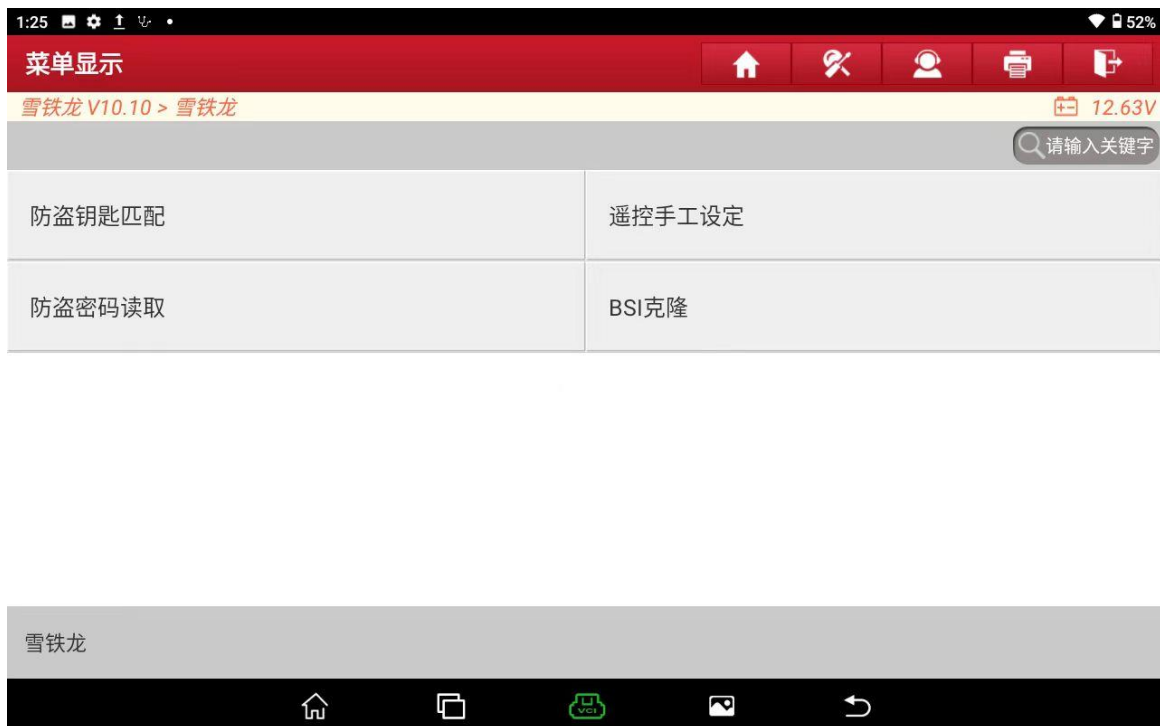 1:25 52%
菜单显示
雪铁龙 V10.10 > 雪铁龙 12.63V
请输入关键字
防盗钥匙匹配 遥控手工设定
防盗密码读取 BSI克隆
雪铁龙
VCI